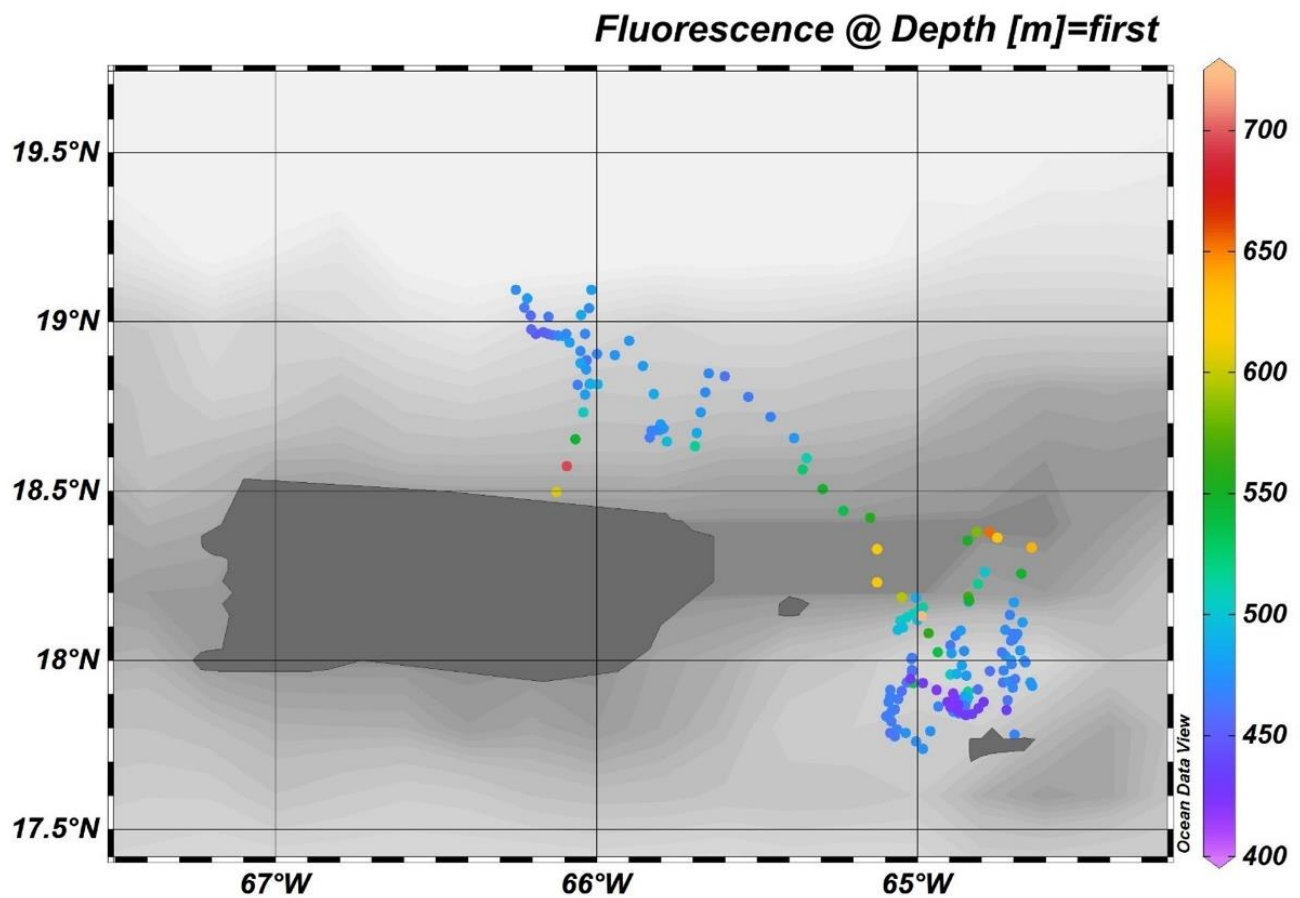 Fluorescence @ Depth [m]=first
19.5°N
19°N
18.5°N
18°N
17.5°N
67°W
66°W
65°W
Ocean Data View
700
650
600
550
500
450
400